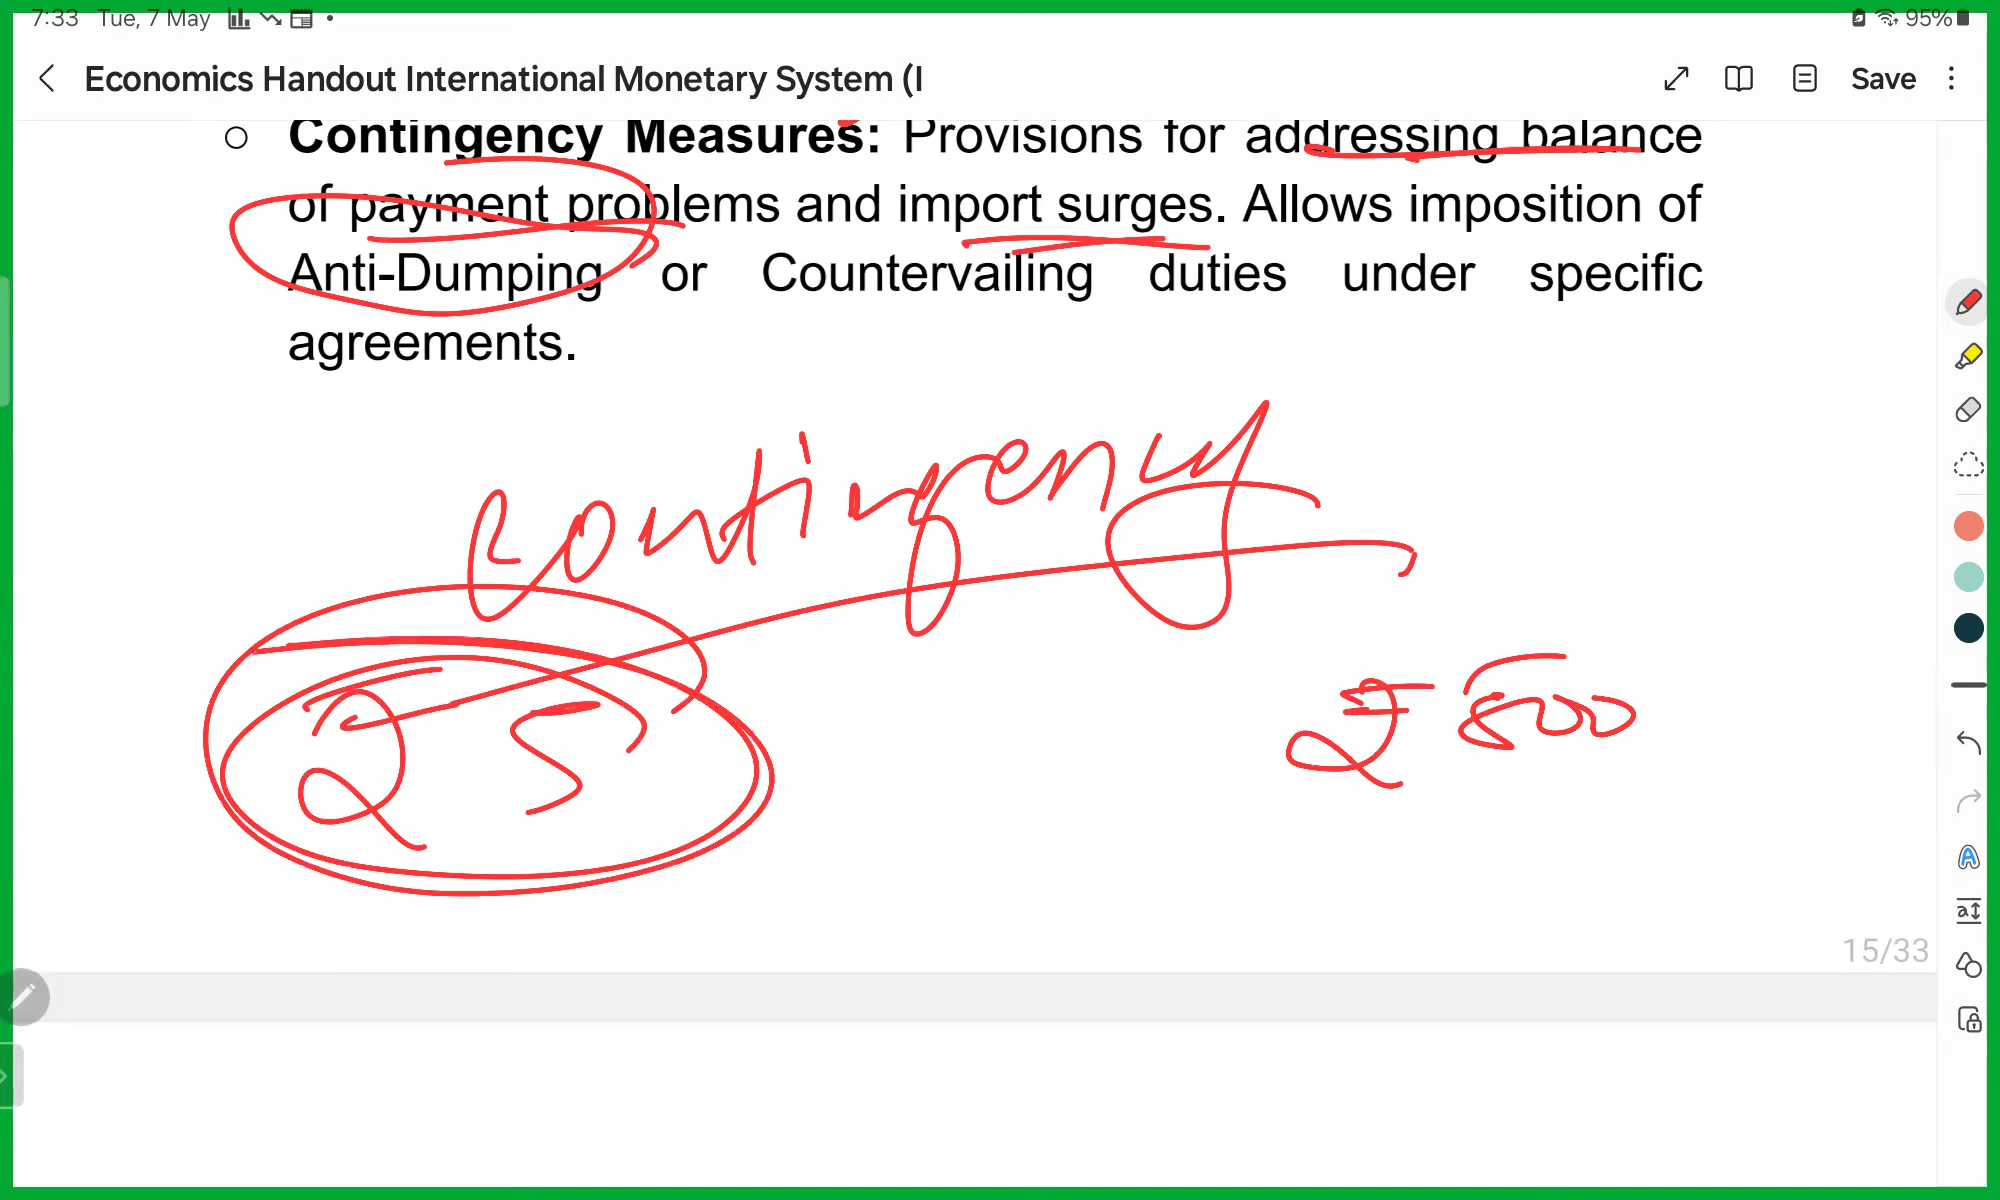 7:33 Tue, 7 May 95%
Economics Handout International Monetary System (I
Save
Contingency Measures: Provisions for addressing balance
of payment problems and import surges. Allows imposition of
Anti-Dumping or Countervailing duties under specific
agreements.
Contingency
25
₹ 800
15/33